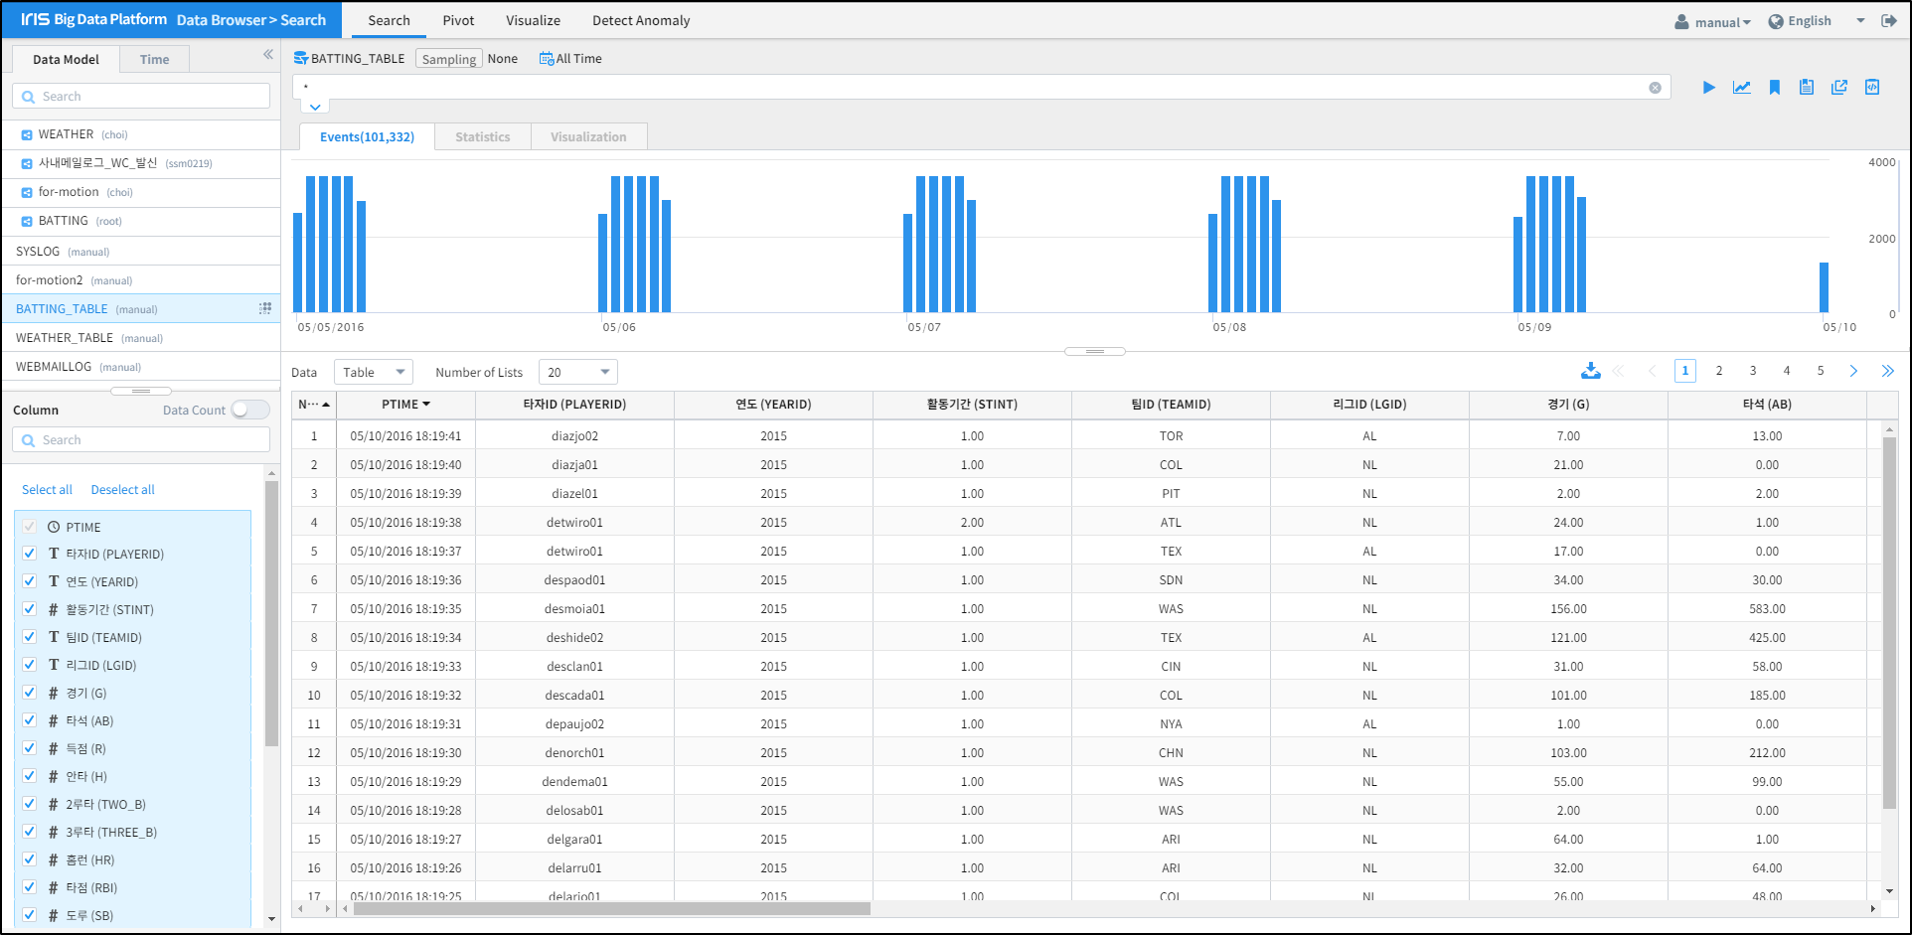 IRIS Big Data Platform Data Browser > Search Search Pivot Visualize Detect Anomaly manual English
Data Model Time
Search
WEATHER (choi)
사내메일로그_WC_발신 (ssm0219)
for-motion (choi)
BATTING (root)
SYSLOG (manual)
for-motion2 (manual)
BATTING_TABLE (manual)
WEATHER_TABLE (manual)
WEBMAILLOG (manual)
Column Data Count
Search
Select all Deselect all
PTIME
T 타자ID (PLAYERID)
T 연도 (YEARID)
# 활동기간 (STINT)
T 팀ID (TEAMID)
T 리그ID (LGID)
# 경기 (G)
# 타석 (AB)
# 득점 (R)
# 안타 (H)
# 2루타 (TWO_B)
# 3루타 (THREE_B)
# 홈런 (HR)
# 타점 (RBI)
# 도루 (SB)
BATTING_TABLE Sampling None All Time
*
Events(101,332) Statistics Visualization
4000
2000
0
05/05/2016 05/06 05/07 05/08 05/09 05/10
Data Table Number of Lists 20 1 2 3 4 5
N... PTIME 타자ID (PLAYERID) 연도 (YEARID) 활동기간 (STINT) 팀ID (TEAMID) 리그ID (LGID) 경기 (G) 타석 (AB)
1 05/10/2016 18:19:41 diazjo02 2015 1.00 TOR AL 7.00 13.00
2 05/10/2016 18:19:40 diazja01 2015 1.00 COL NL 21.00 0.00
3 05/10/2016 18:19:39 diazel01 2015 1.00 PIT NL 2.00 2.00
4 05/10/2016 18:19:38 detwiro01 2015 2.00 ATL NL 24.00 1.00
5 05/10/2016 18:19:37 detwiro01 2015 1.00 TEX AL 17.00 0.00
6 05/10/2016 18:19:36 despaod01 2015 1.00 SDN NL 34.00 30.00
7 05/10/2016 18:19:35 desmoia01 2015 1.00 WAS NL 156.00 583.00
8 05/10/2016 18:19:34 deshide02 2015 1.00 TEX AL 121.00 425.00
9 05/10/2016 18:19:33 desclan01 2015 1.00 CIN NL 31.00 58.00
10 05/10/2016 18:19:32 descada01 2015 1.00 COL NL 101.00 185.00
11 05/10/2016 18:19:31 depaujo02 2015 1.00 NYA AL 1.00 0.00
12 05/10/2016 18:19:30 denorch01 2015 1.00 CHN NL 103.00 212.00
13 05/10/2016 18:19:29 dendema01 2015 1.00 WAS NL 55.00 99.00
14 05/10/2016 18:19:28 delosab01 2015 1.00 WAS NL 2.00 0.00
15 05/10/2016 18:19:27 delgara01 2015 1.00 ARI NL 64.00 1.00
16 05/10/2016 18:19:26 delarru01 2015 1.00 ARI NL 32.00 64.00
17 05/10/2016 18:19:25 delario01 2015 1.00 COL NL 26.00 48.00